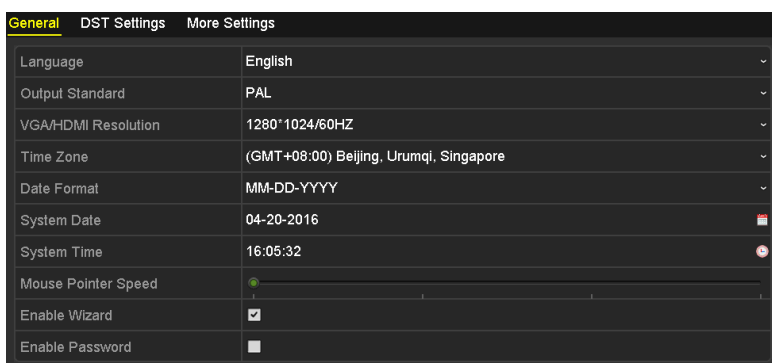 General DST Settings More Settings
Language English
Output Standard PAL
VGA/HDMI Resolution 1280*1024/60HZ
Time Zone (GMT+08:00) Beijing, Urumqi, Singapore
Date Format MM-DD-YYYY
System Date 04-20-2016
System Time 16:05:32
Mouse Pointer Speed
Enable Wizard
Enable Password